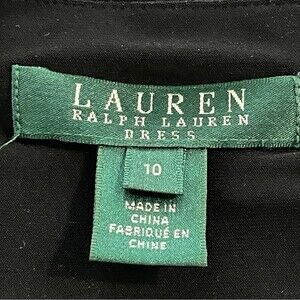 LAUREN
RALPH LAUREN
DRESS
10
MADE IN
CHINA
FABRIQUÉ EN
CHINE